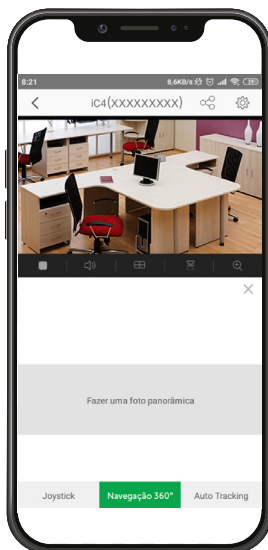 8:21 8,6KB/s
iC4(XXXXXXXXX)
Fazer uma foto panorâmica
Joystick Navegação 360° Auto Tracking